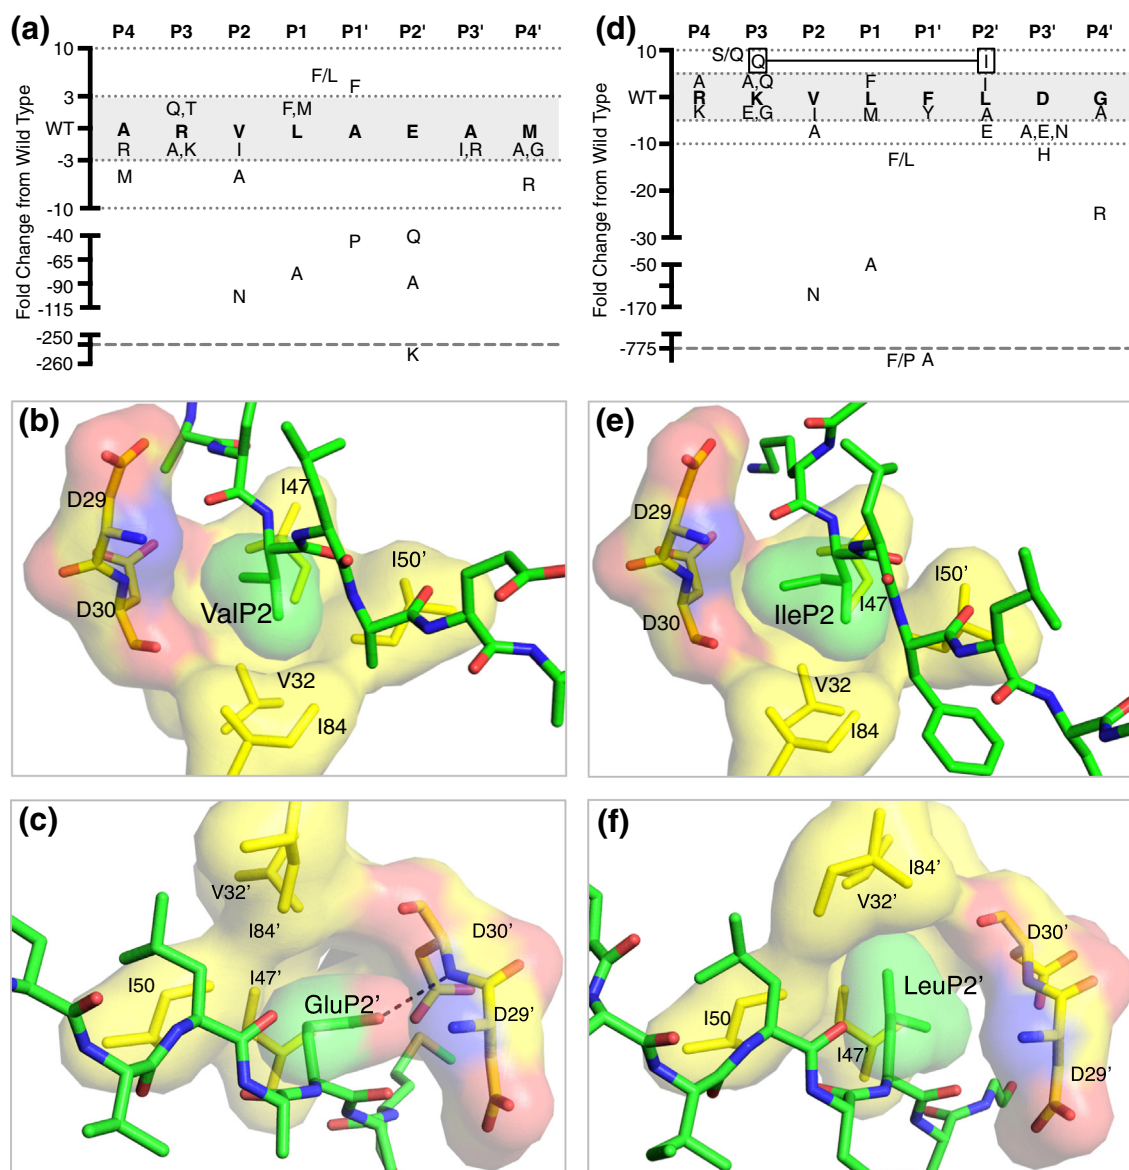 (a)
P4 P3 P2 P1 P1' P2' P3' P4'
Fold Change from Wild Type
10
F/L F
3
Q,T F,M
WT A R V L A E A M
R A,K I I,R A,G
-3
M A R
-10
-40
P Q
-65
A
-90
A
N
-115
-250
K
-260
(d)
P4 P3 P2 P1 P1' P2' P3' P4'
Fold Change from Wild Type
10
S/Q Q I
A A,Q F I
WT R K V L F L D G
K E,G I M Y A A
A E A,E,N
-10
F/L H
-20
R
-30
-50
A
N
-170
-775
F/P A
(b)
D29
I47
I50'
D30
ValP2
V32
I84
(e)
D29
I50'
I47
D30
IleP2
V32
I84
(c)
V32'
D30'
I84'
I50
I47'
GluP2'
D29'
(f)
I84'
V32'
D30'
LeuP2'
I50
I47'
D29'